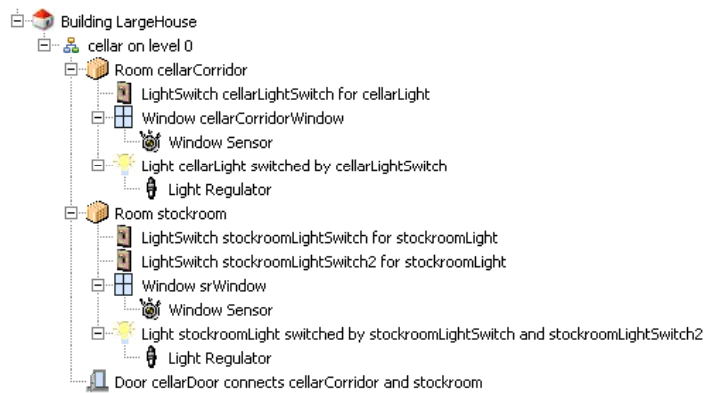 Building LargeHouse
cellar on level 0
Room cellarCorridor
LightSwitch cellarLightSwitch for cellarLight
Window cellarCorridorWindow
Window Sensor
Light cellarLight switched by cellarLightSwitch
Light Regulator
Room stockroom
LightSwitch stockroomLightSwitch for stockroomLight
LightSwitch stockroomLightSwitch2 for stockroomLight
Window srWindow
Window Sensor
Light stockroomLight switched by stockroomLightSwitch and stockroomLightSwitch2
Light Regulator
Door cellarDoor connects cellarCorridor and stockroom